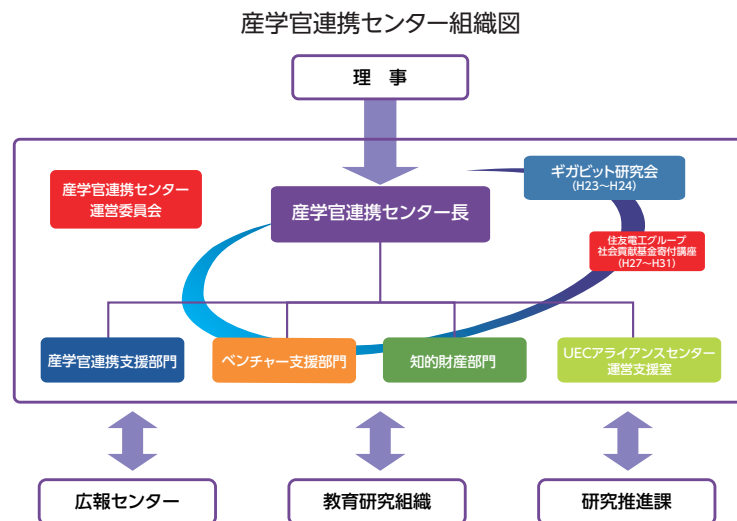 産学官連携センター組織図
理　事
産学官連携センター
運営委員会
ギガビット研究会
(H23～H24)
産学官連携センター長
住友電工グループ
社会貢献基金寄付講座
(H27～H31)
産学官連携支援部門
ベンチャー支援部門
知的財産部門
UECアライアンスセンター
運営支援室
広報センター
教育研究組織
研究推進課